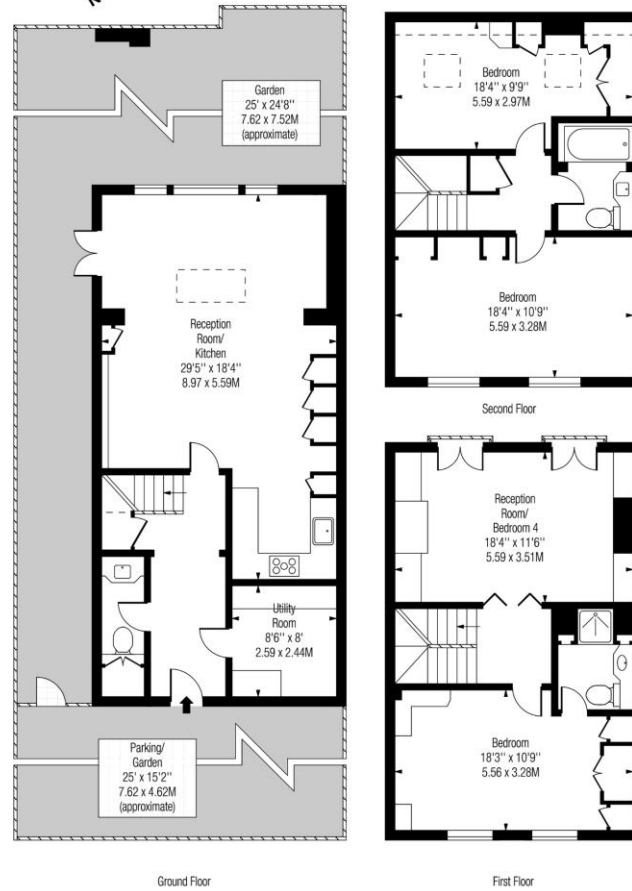 Garden
25' x 24'8''
7.62 x 7.52M
(approximate)
Reception
Room/
Kitchen
29'5'' x 18'4''
8.97 x 5.59M
Utility
Room
8'6'' x 8'
2.59 x 2.44M
Parking/
Garden
25' x 15'2''
7.62 x 4.62M
(approximate)
Ground Floor
Bedroom
18'4'' x 9'9''
5.59 x 2.97M
Bedroom
18'4'' x 10'9''
5.59 x 3.28M
Second Floor
Reception
Room/
Bedroom 4
18'4'' x 11'6''
5.59 x 3.51M
Bedroom
18'3'' x 10'9''
5.56 x 3.28M
First Floor